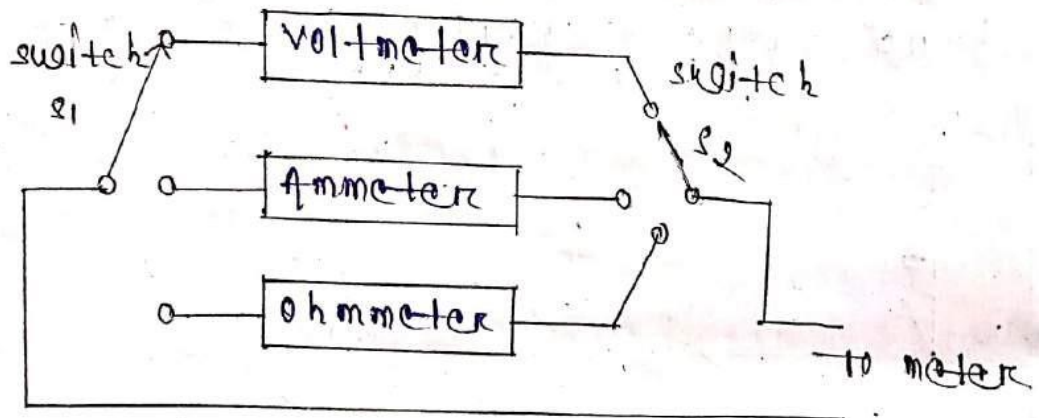 Voltmeter
switch
S1
switch
S2
Ammeter
Ohmmeter
To meter